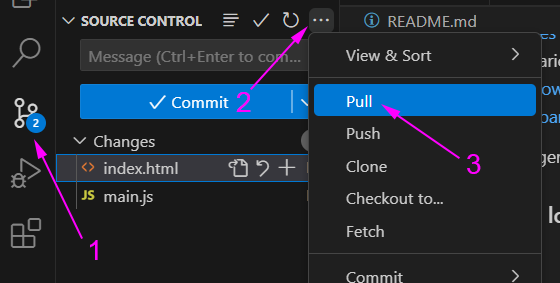 SOURCE CONTROL
README.md
Message (Ctrl+Enter to com...
View & Sort
2
Commit
2
Pull
Push
3
Changes
index.html
Clone
JS main.js
Checkout to...
1
Fetch
Commit